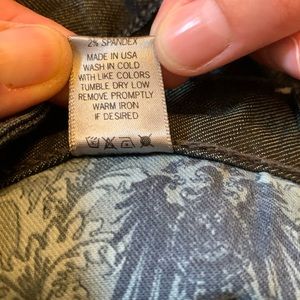 2% SPANDEX
MADE IN USA
WASH IN COLD
WITH LIKE COLORS
TUMBLE DRY LOW
REMOVE PROMPTLY
WARM IRON
IF DESIRED